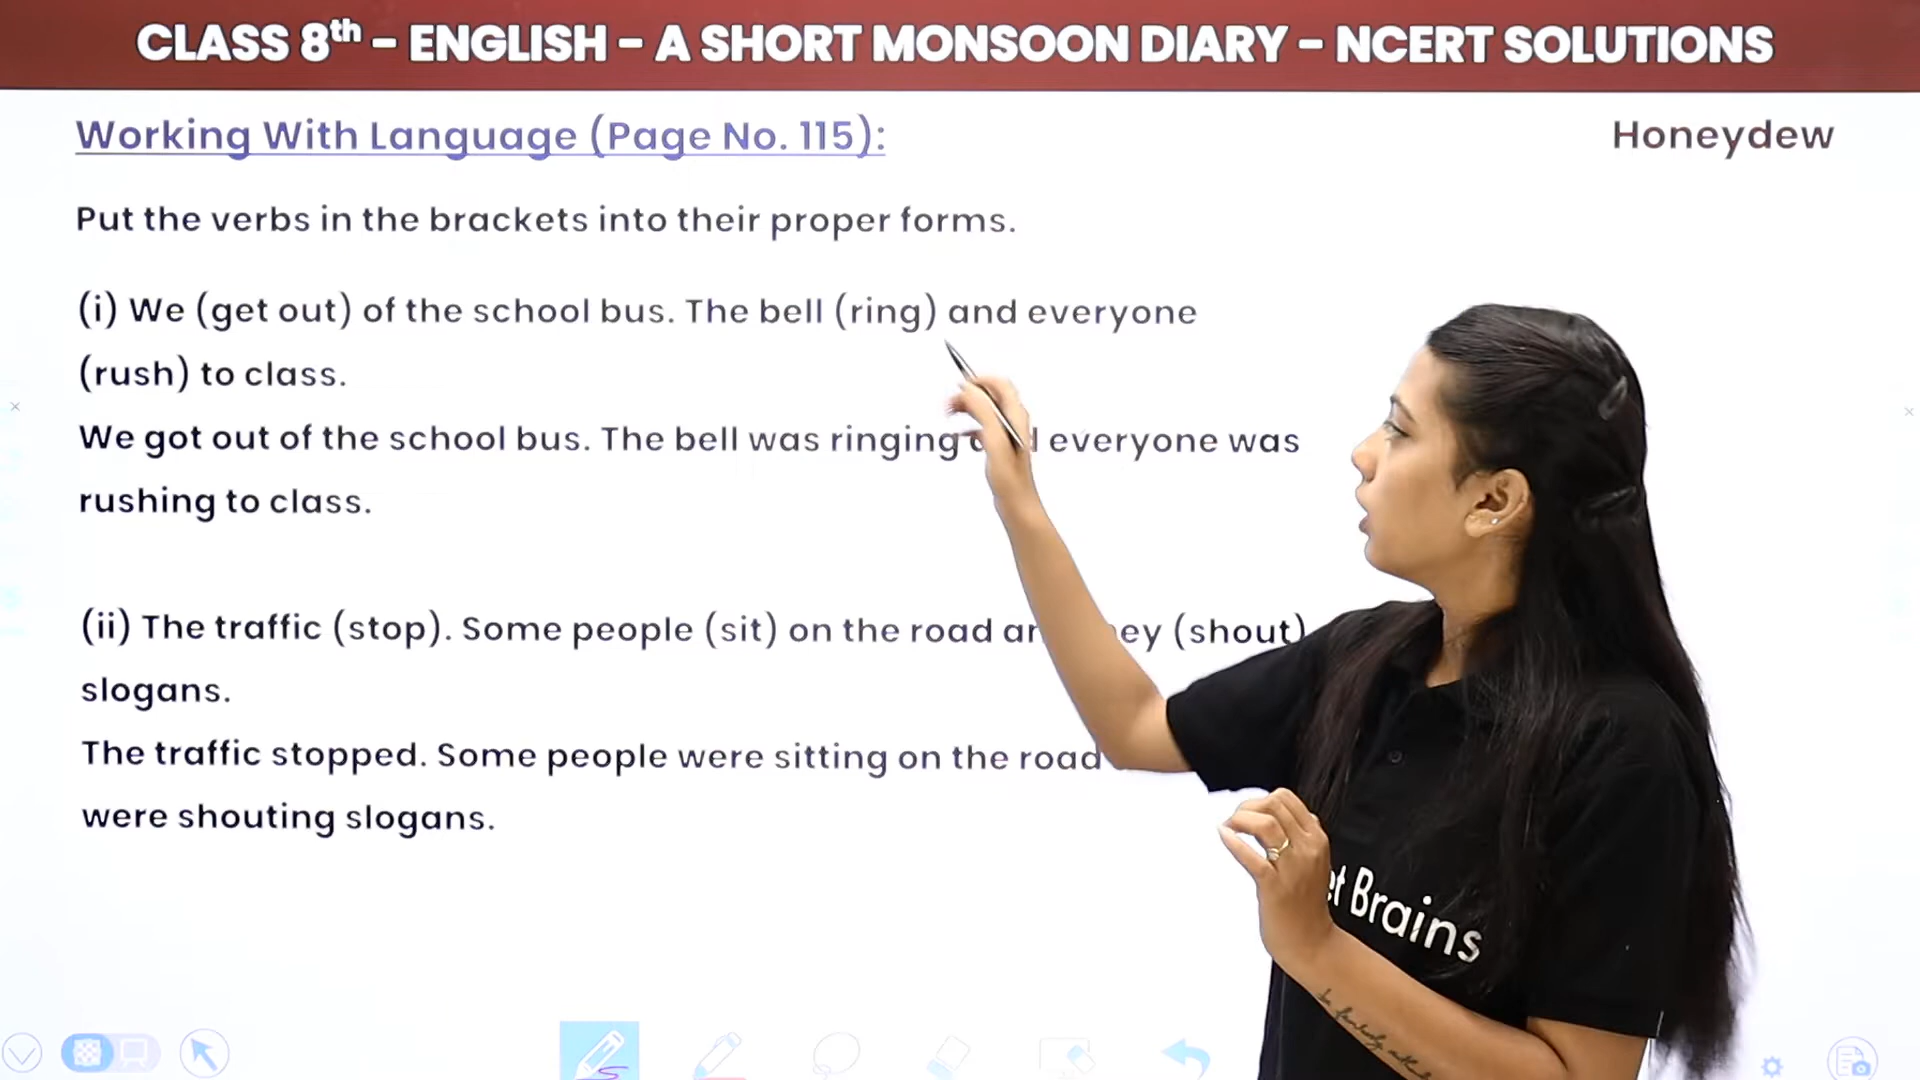 CLASS 8th – ENGLISH – A SHORT MONSOON DIARY – NCERT SOLUTIONS
Working With Language (Page No. 115):
Honeydew
Put the verbs in the brackets into their proper forms.
(i) We (get out) of the school bus. The bell (ring) and everyone
(rush) to class.
We got out of the school bus. The bell was ringing everyone was
rushing to class.
(ii) The traffic (stop). Some people (sit) on the road (shout)
slogans.
The traffic stopped. Some people were sitting on the road
were shouting slogans.
Brains